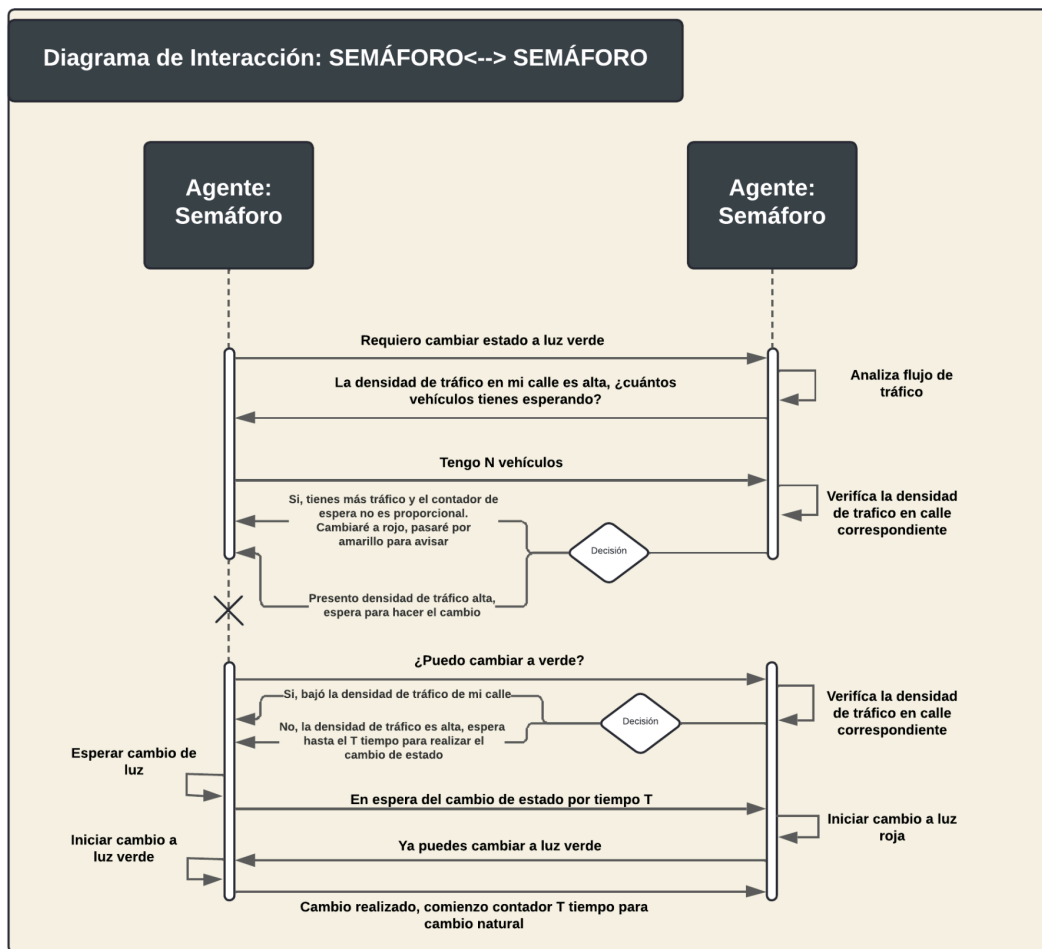 Diagrama de Interacción: SEMÁFORO<--> SEMÁFORO
Agente:
Semáforo
Agente:
Semáforo
Requiero cambiar estado a luz verde
Analiza flujo de
tráfico
La densidad de tráfico en mi calle es alta, ¿cuántos
vehículos tienes esperando?
Tengo N vehículos
Verifíca la densidad
de trafico en calle
correspondiente
Si, tienes más tráfico y el contador de
espera no es proporcional.
Cambiaré a rojo, pasaré por
amarillo para avisar
Decisión
Presento densidad de tráfico alta,
espera para hacer el cambio
¿Puedo cambiar a verde?
Verifíca la densidad
de tráfico en calle
correspondiente
Si, bajó la densidad de tráfico de mi calle
Decisión
No, la densidad de tráfico es alta, espera
hasta el T tiempo para realizar el
cambio de estado
Esperar cambio de
luz
En espera del cambio de estado por tiempo T
Iniciar cambio a luz
roja
Iniciar cambio a
luz verde
Ya puedes cambiar a luz verde
Cambio realizado, comienzo contador T tiempo para
cambio natural